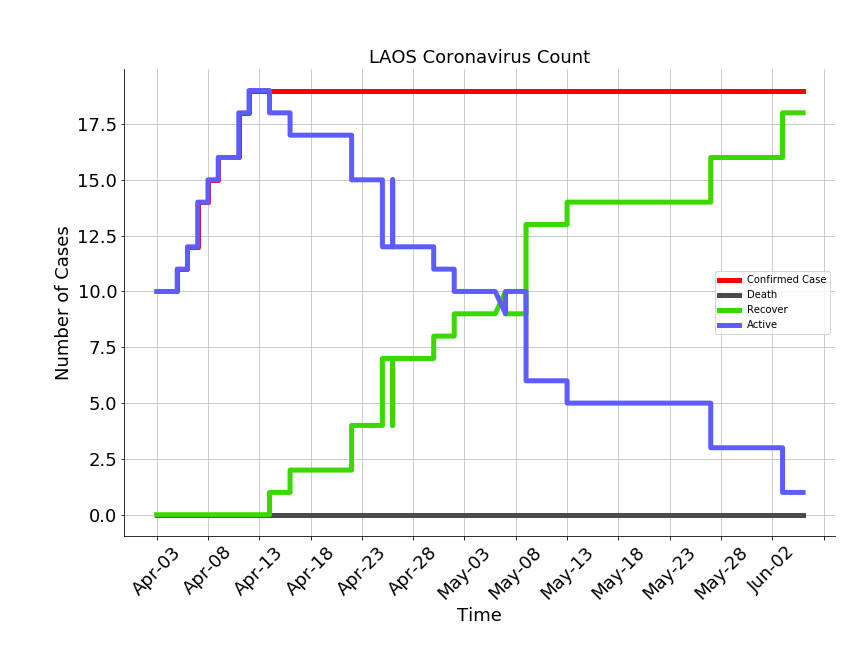 LAOS Coronavirus Count
Number of Cases
17.5
15.0
12.5
10.0
7.5
5.0
2.5
0.0
Confirmed Case
Death
Recover
Active
Apr-03
Apr-08
Apr-13
Apr-18
Apr-23
Apr-28
May-03
May-08
May-13
May-18
May-23
May-28
Jun-02
Time